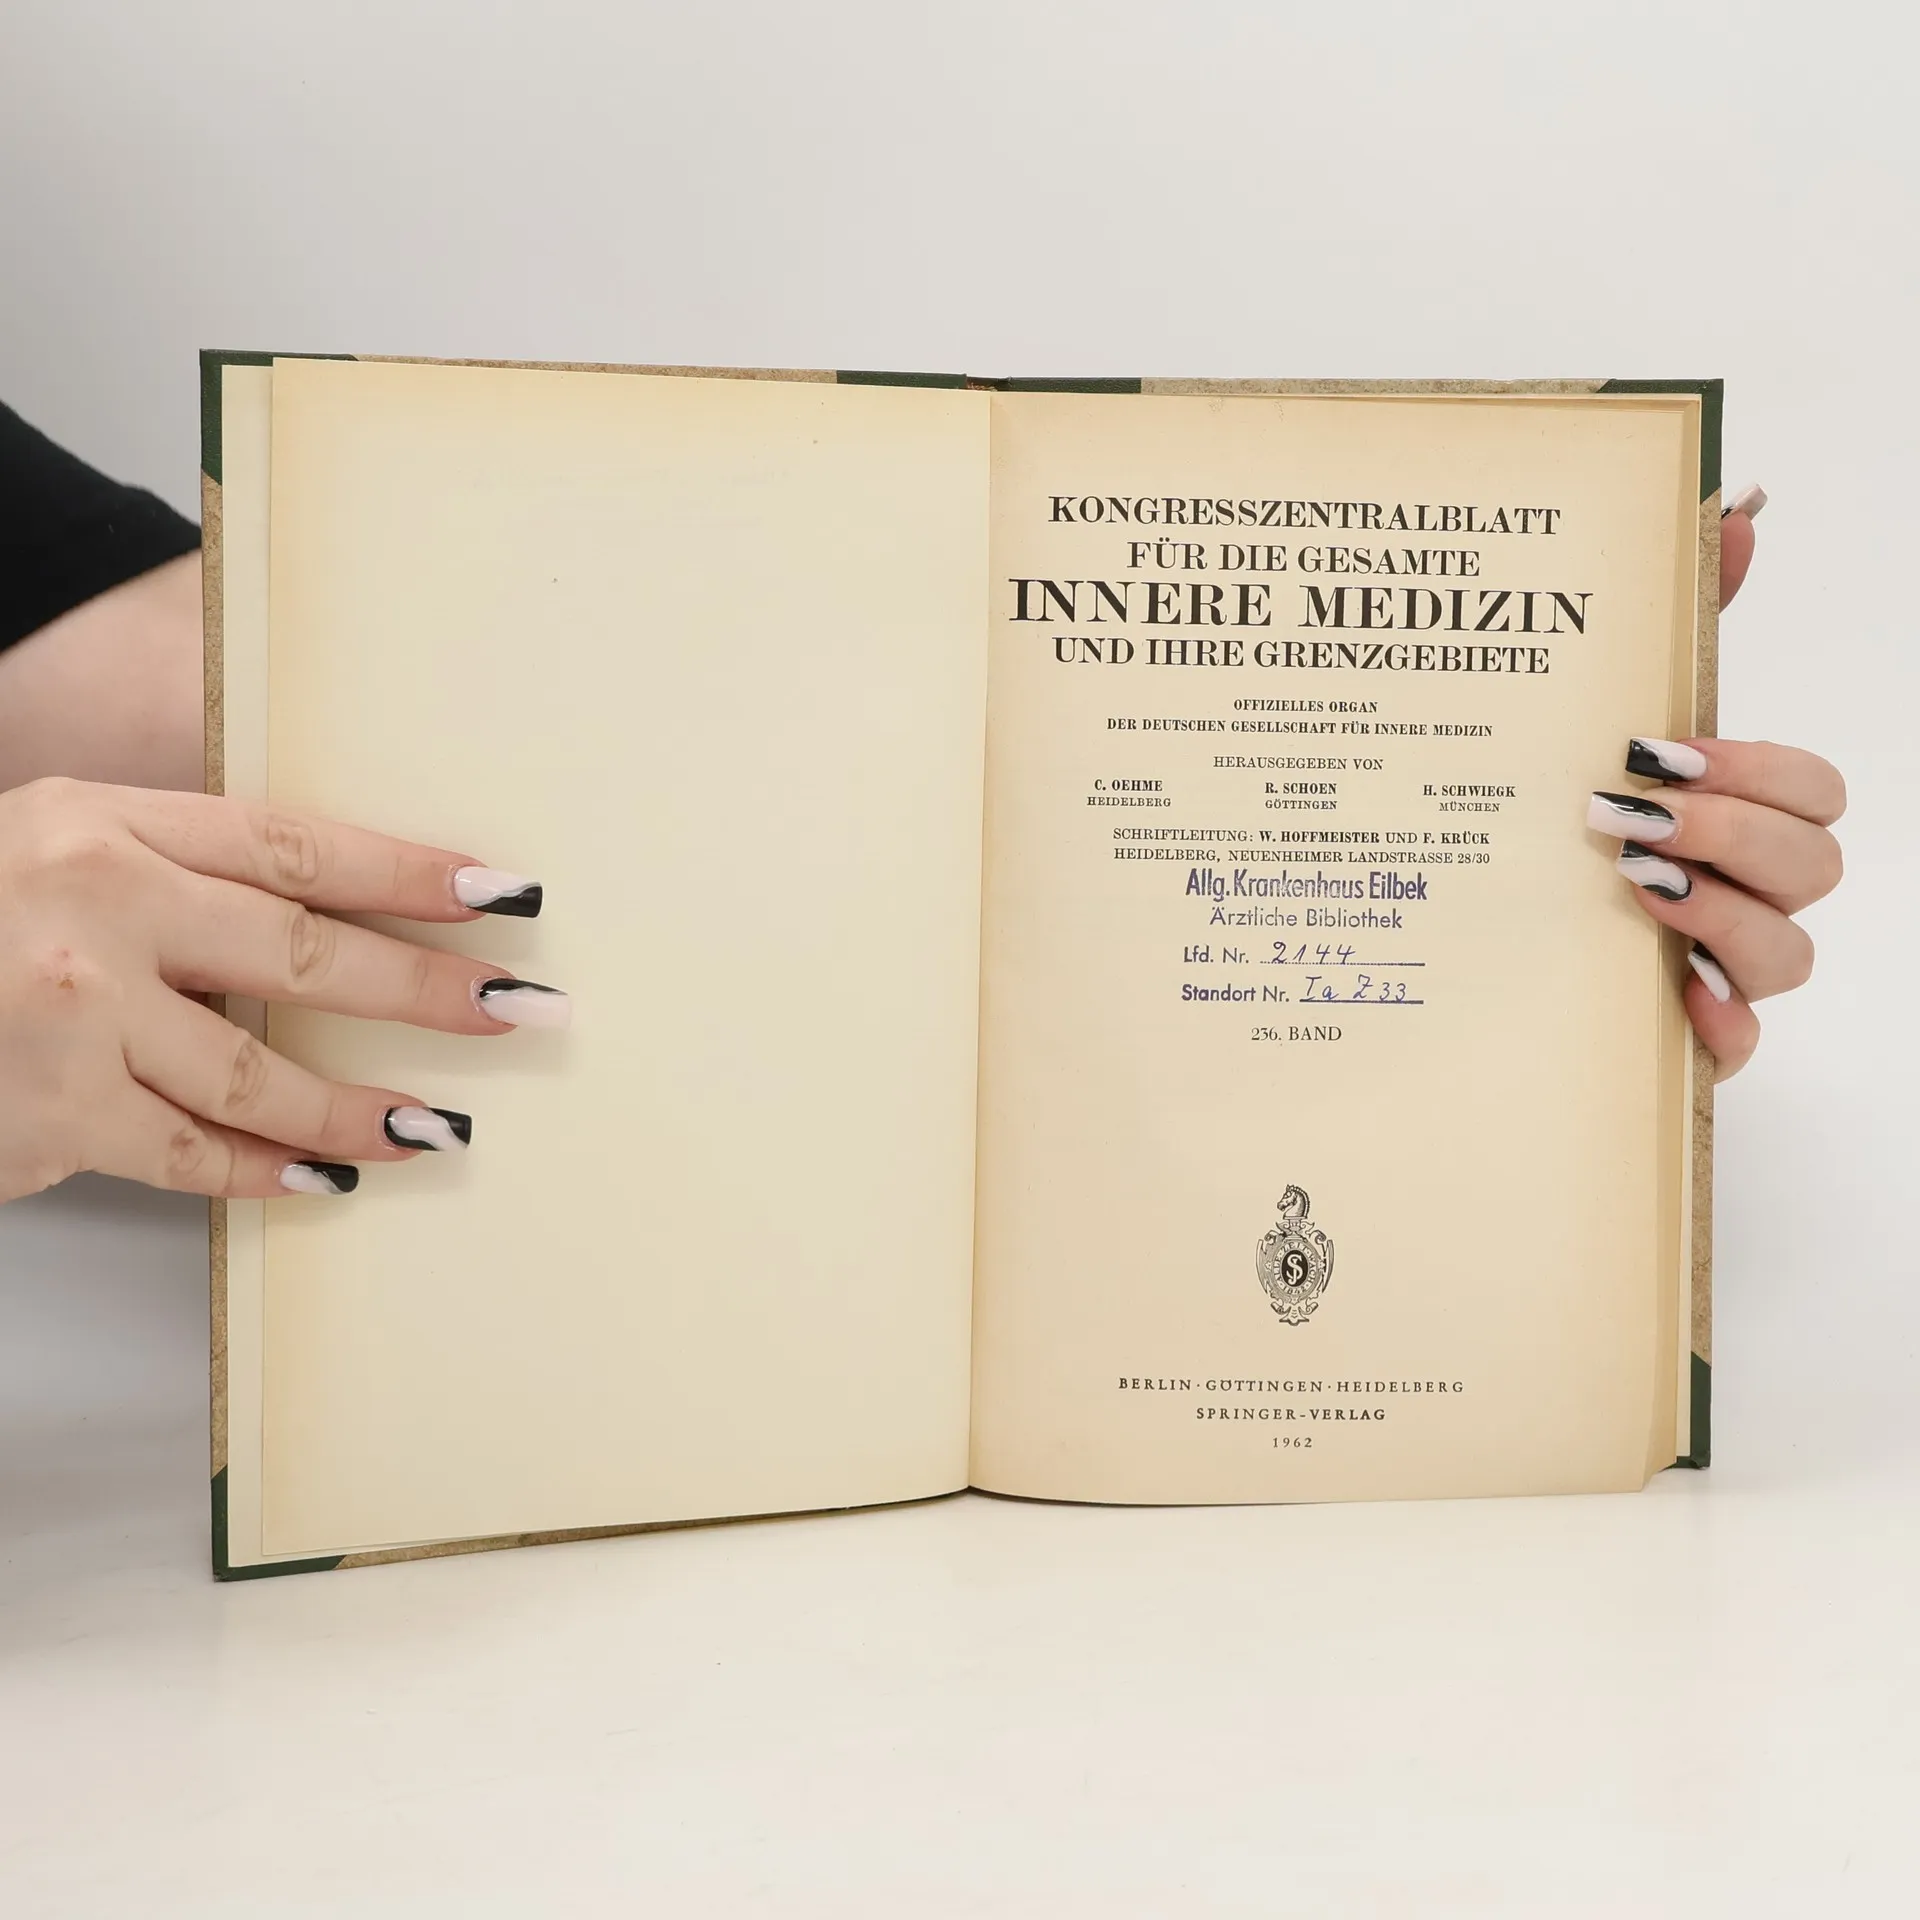 KONGRESSZENTRALBLATT
FÜR DIE GESAMTE
INNERE MEDIZIN
UND IHRE GRENZGEBIETE
OFFIZIELLES ORGAN
DER DEUTSCHEN GESELLSCHAFT FÜR INNERE MEDIZIN
HERAUSGEGEBEN VON
C. OEHME R. SCHOEN H. SCHWIEGK
HEIDELBERG GÖTTINGEN MÜNCHEN
SCHRIFTLEITUNG: W. HOFFMEISTER UND F. KRÜCK
HEIDELBERG, NEUENHEIMER LANDSTRASSE 28/30
Allg. Krankenhaus Eilbek
Ärztliche Bibliothek
Lfd. Nr. 2144
Standort Nr. Ia Z 33
236. BAND
BERLIN · GÖTTINGEN · HEIDELBERG
SPRINGER-VERLAG
1962